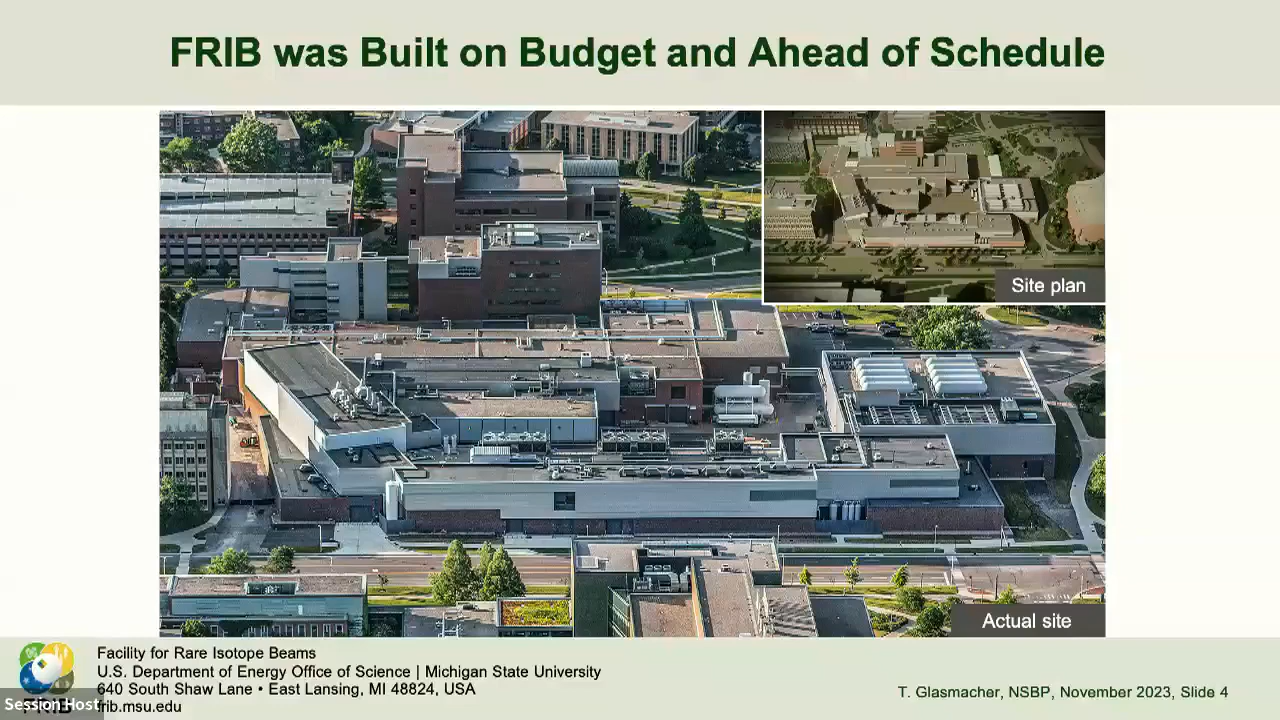 FRIB was Built on Budget and Ahead of Schedule
Site plan
Actual site
Facility for Rare Isotope Beams
U.S. Department of Energy Office of Science | Michigan State University
640 South Shaw Lane • East Lansing, MI 48824, USA
frib.msu.edu
FRIB
Session Host
T. Glasmacher, NSBP, November 2023, Slide 4